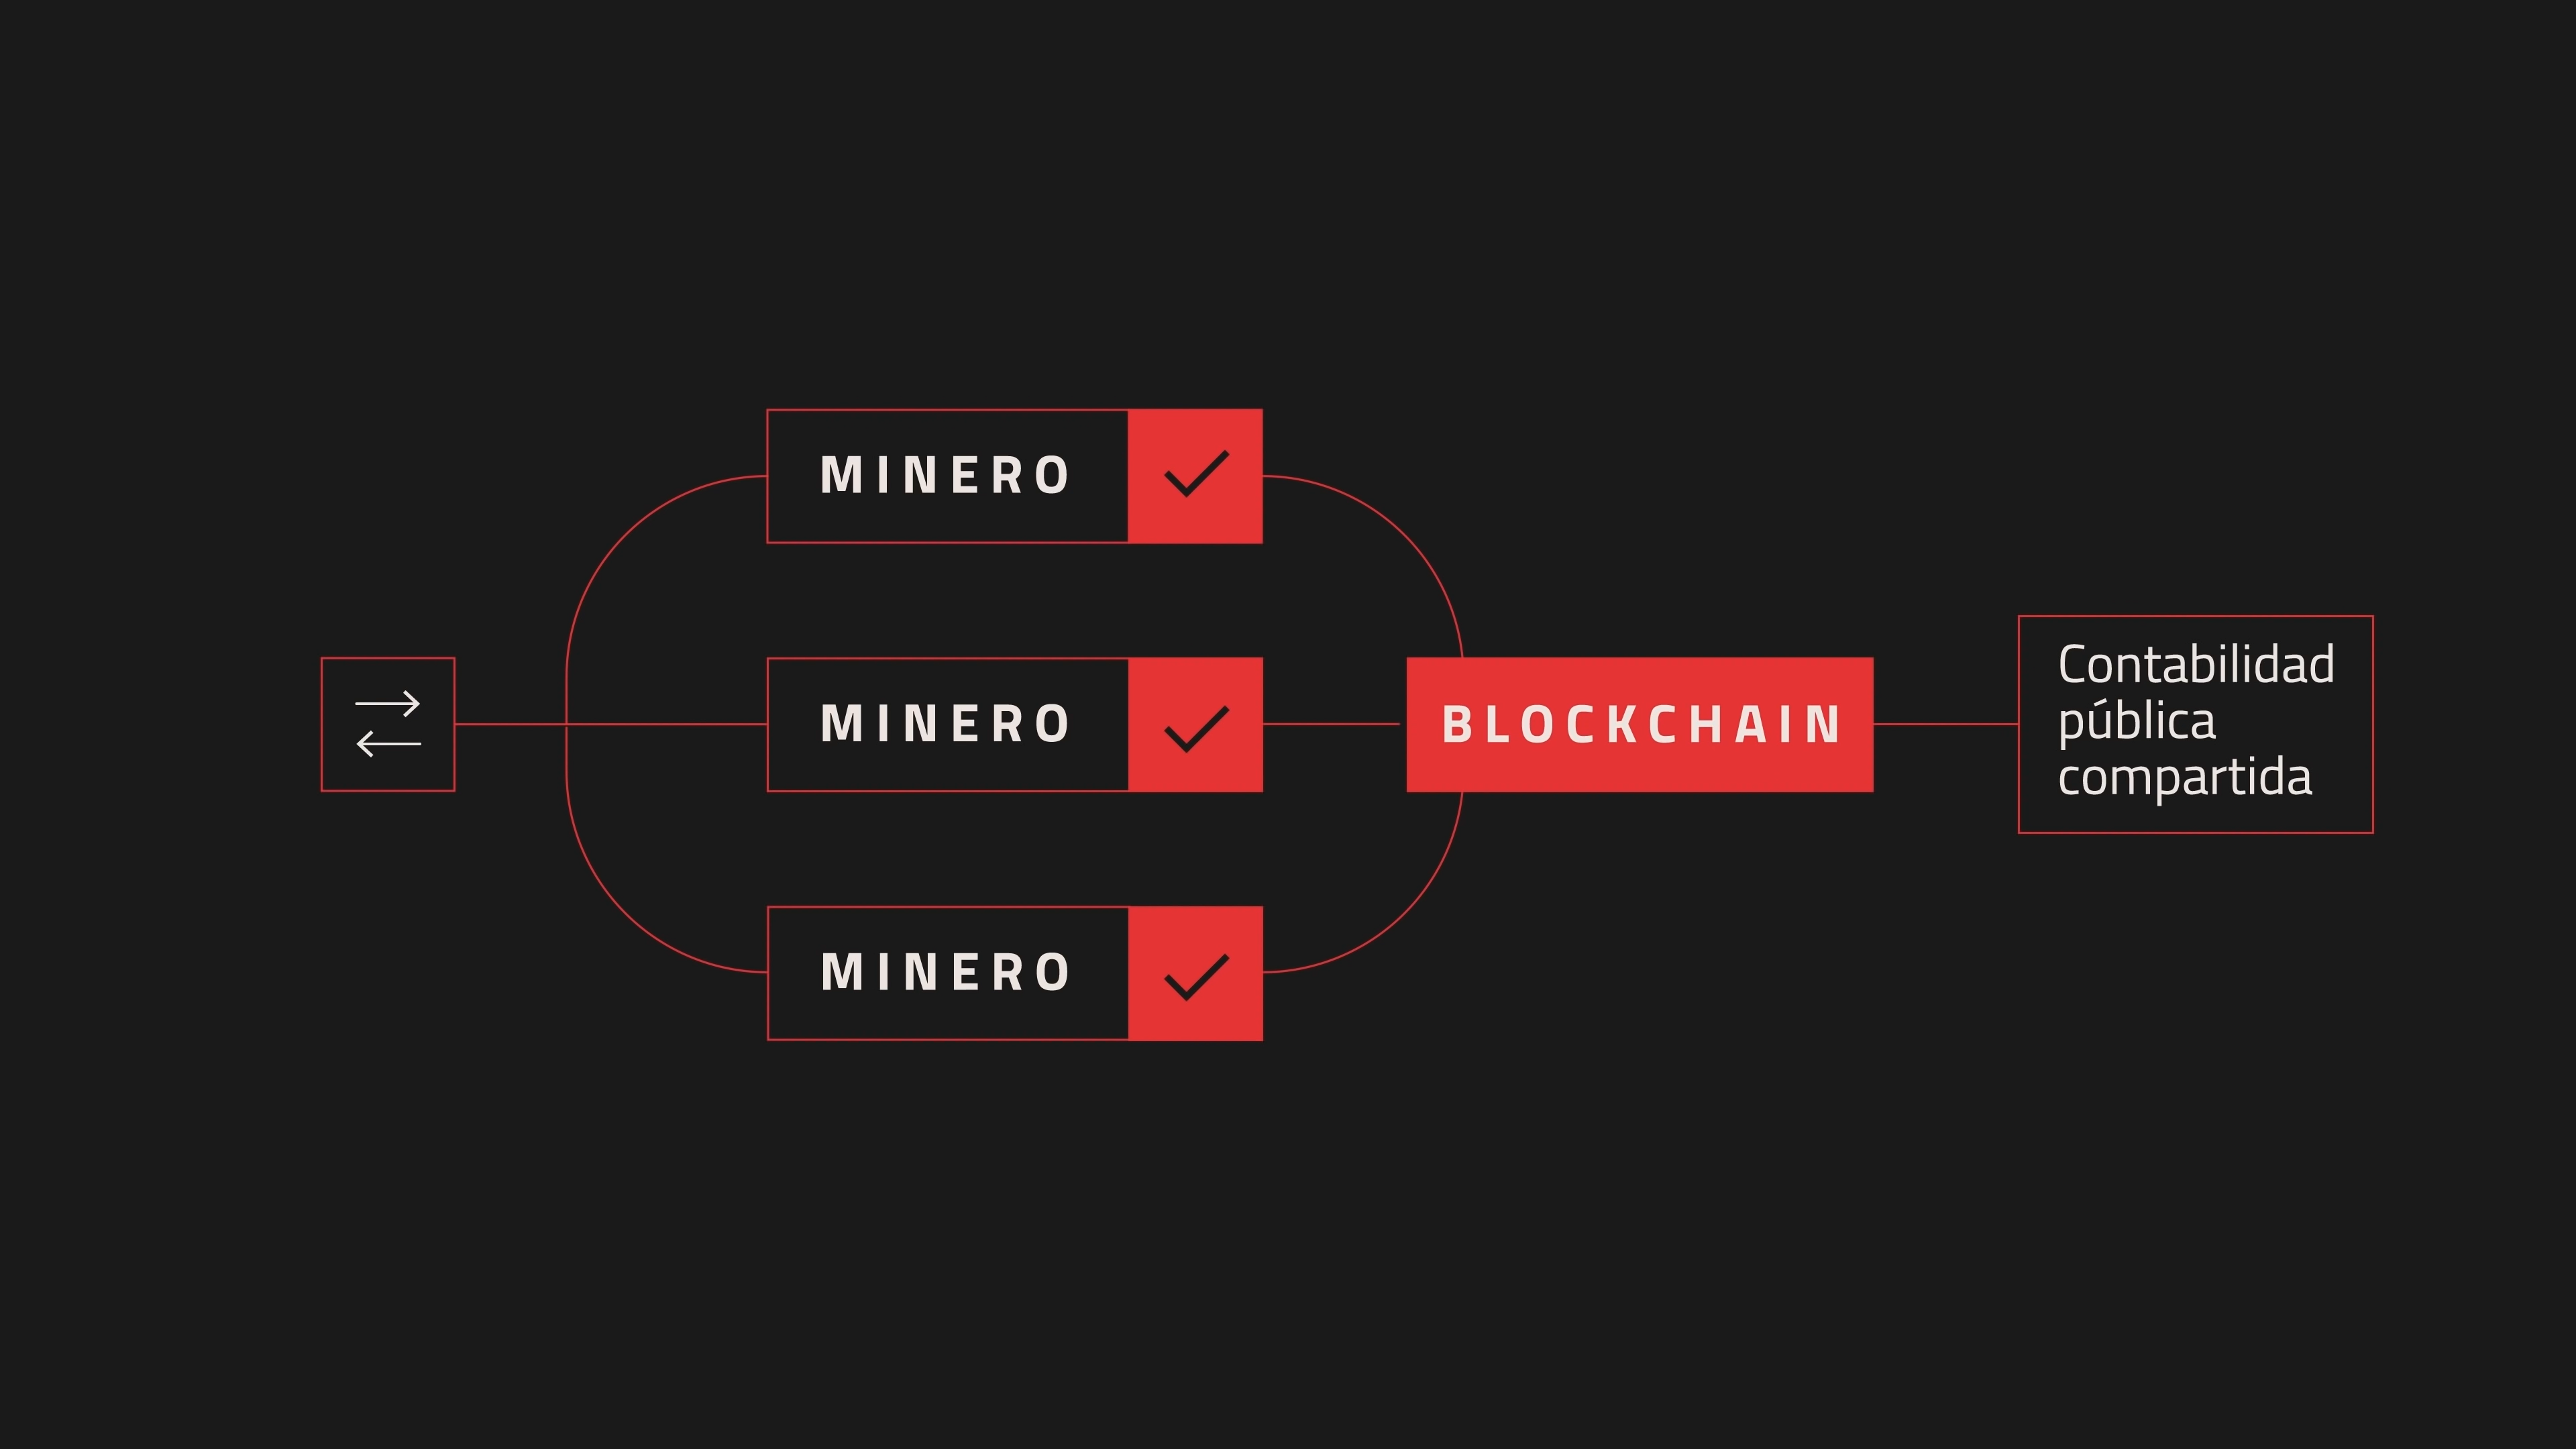 MINERO
MINERO
MINERO
BLOCKCHAIN
Contabilidad
pública
compartida